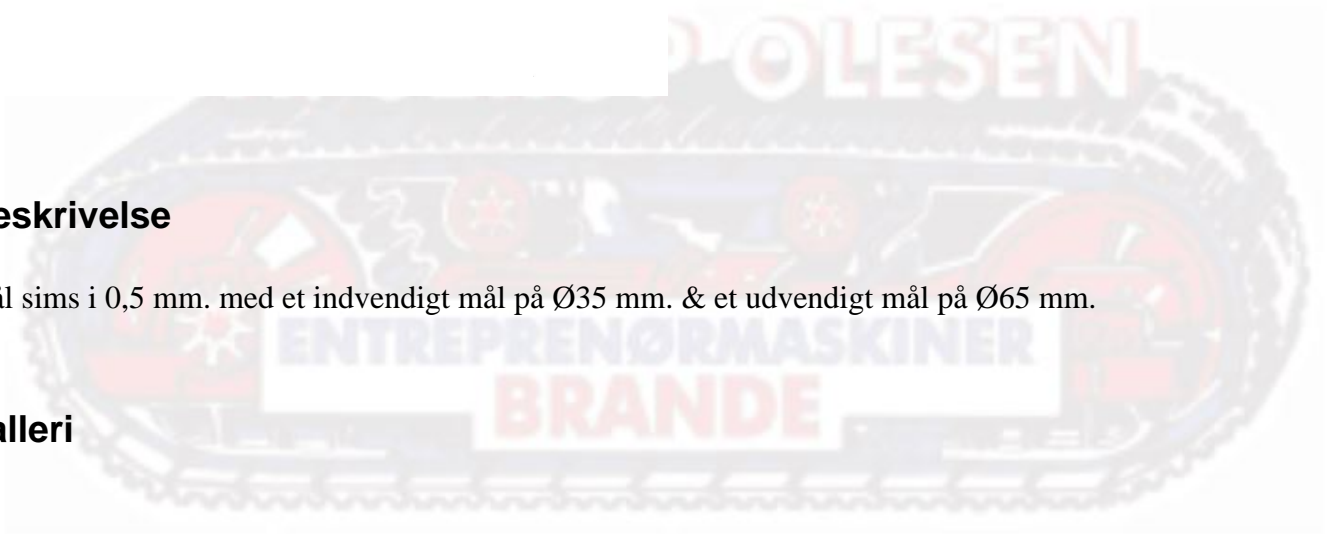 P OLESEN
eskrivelse
ål sims i 0,5 mm. med et indvendigt mål på Ø35 mm. & et udvendigt mål på Ø65 mm.
ENTREPRENØRMASKINER
BRANDE
alleri